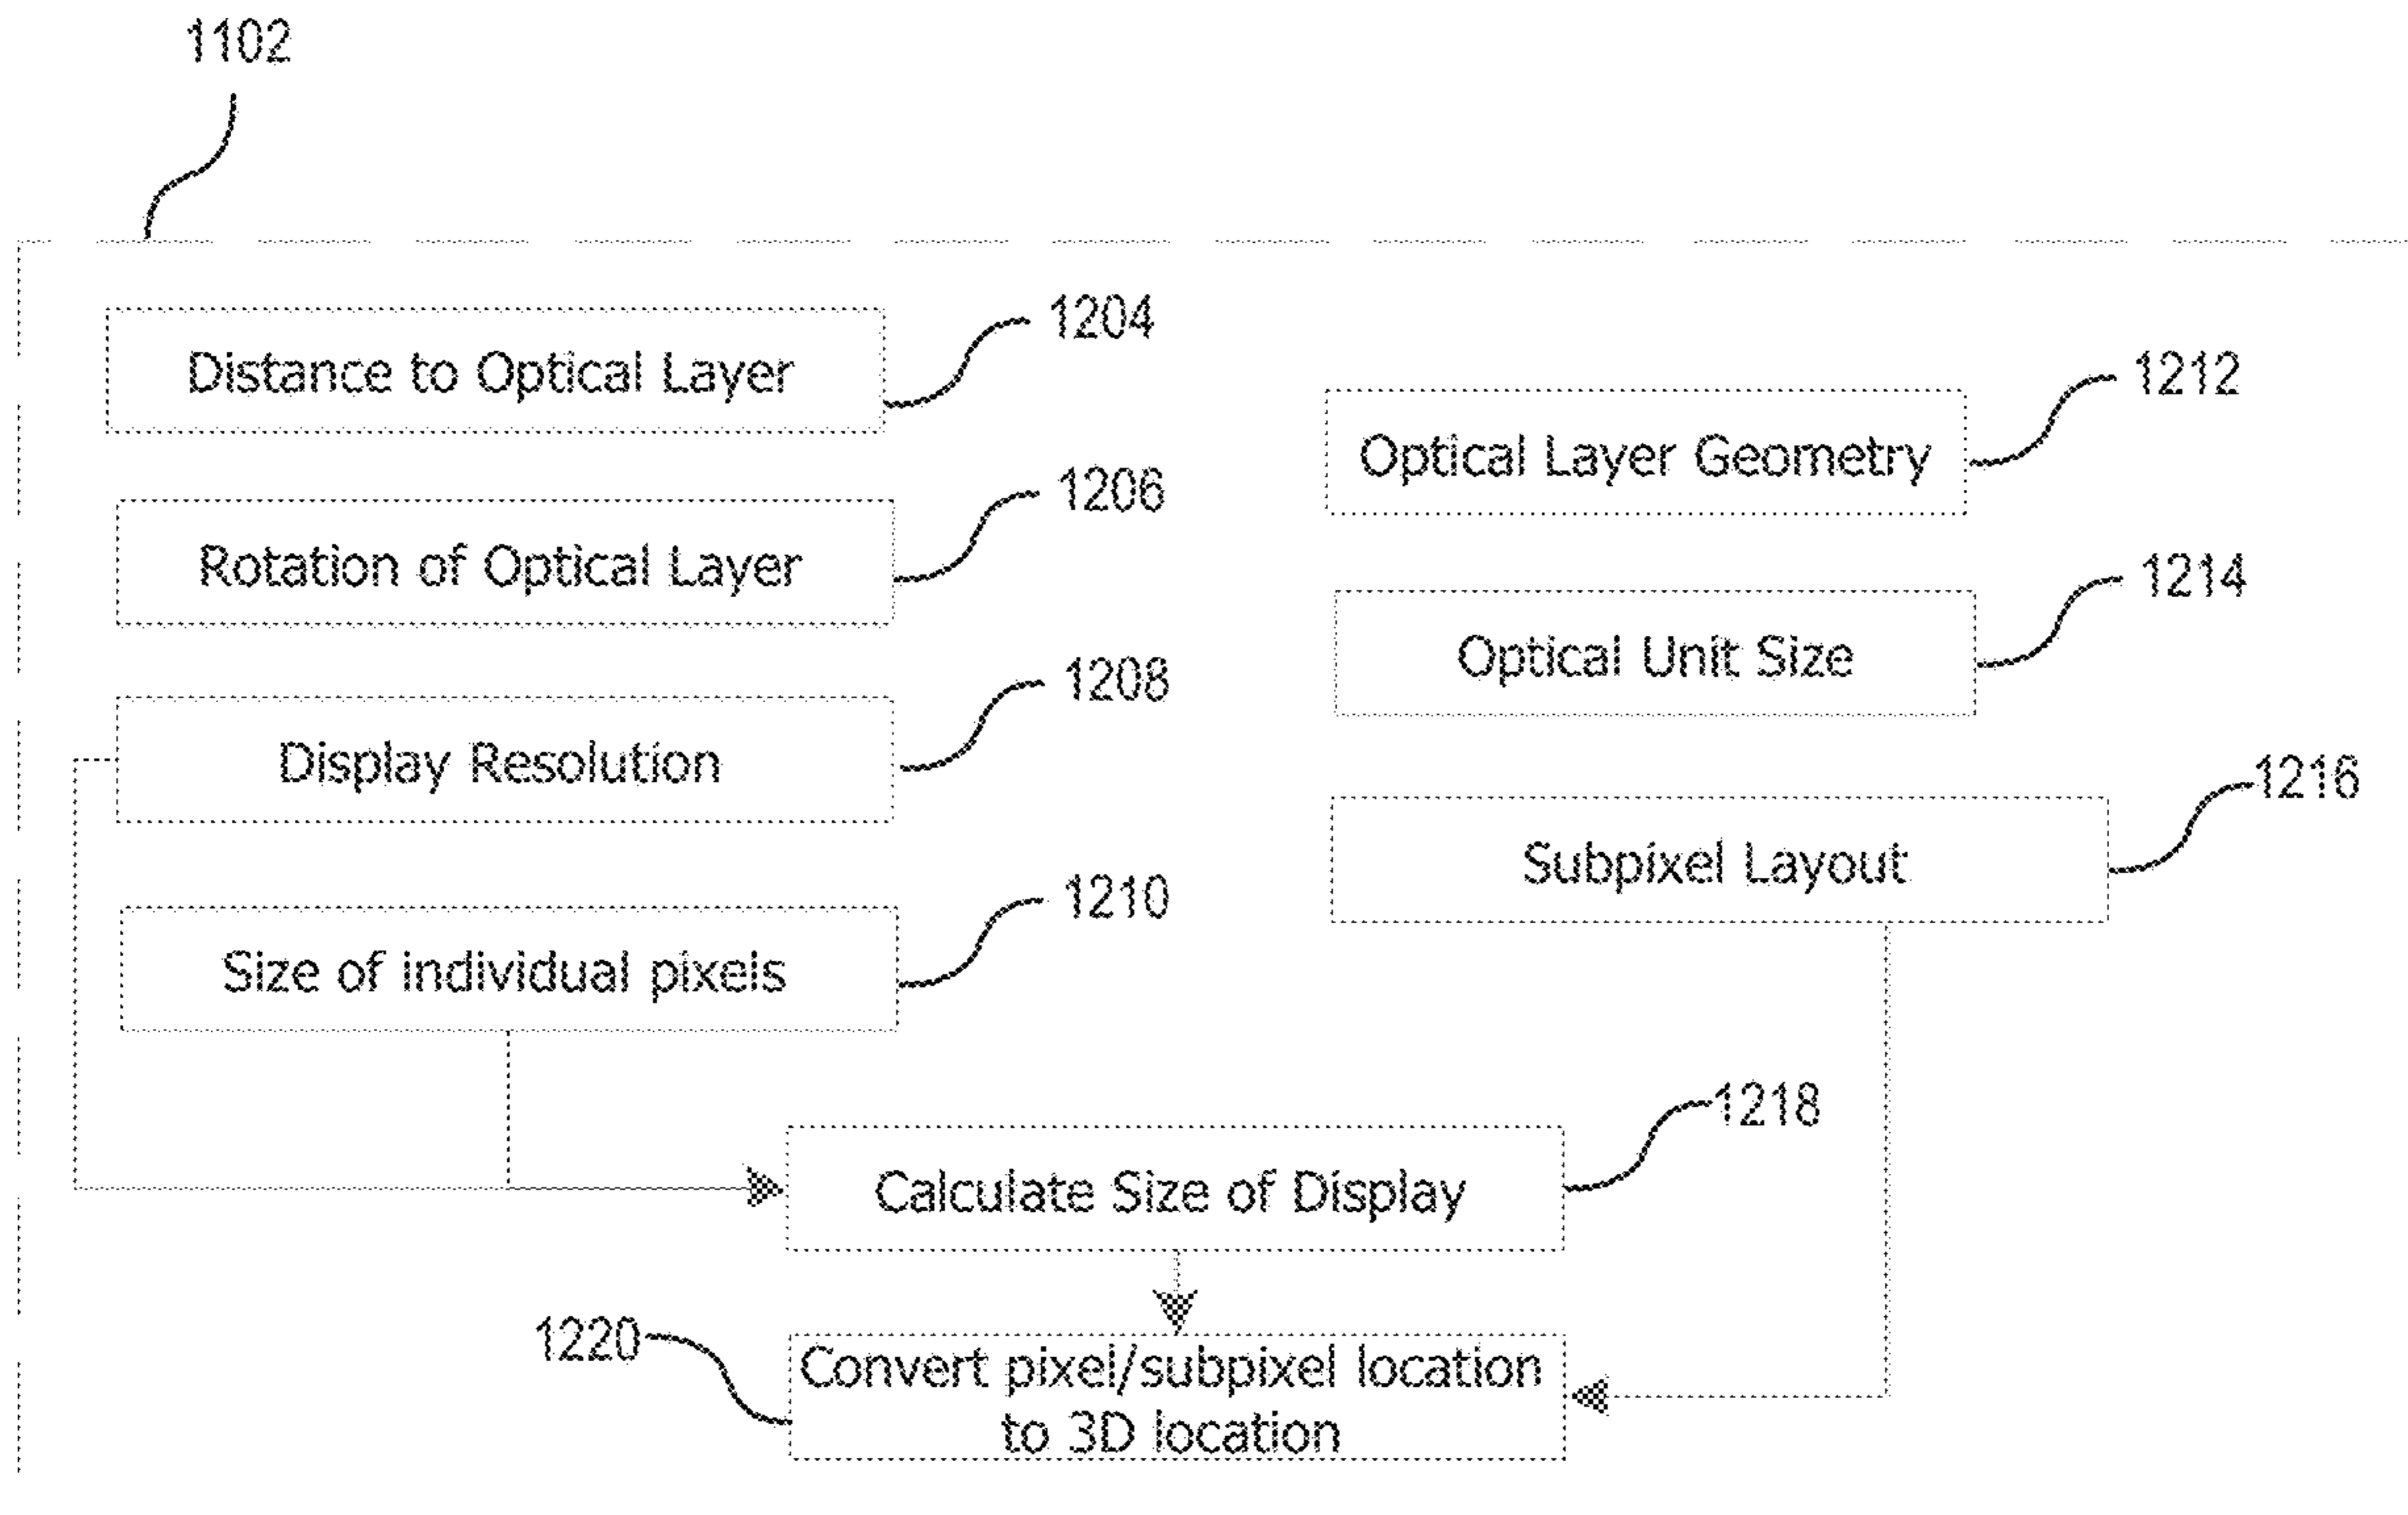 1102
Distance to Optical Layer
1204
Rotation of Optical Layer
1206
Display Resolution
1208
Size of individual pixels
1210
Optical Layer Geometry
1212
Optical Unit Size
1214
Subpixel Layout
1216
Calculate Size of Display
1218
1220
Convert pixel/subpixel location
to 3D location